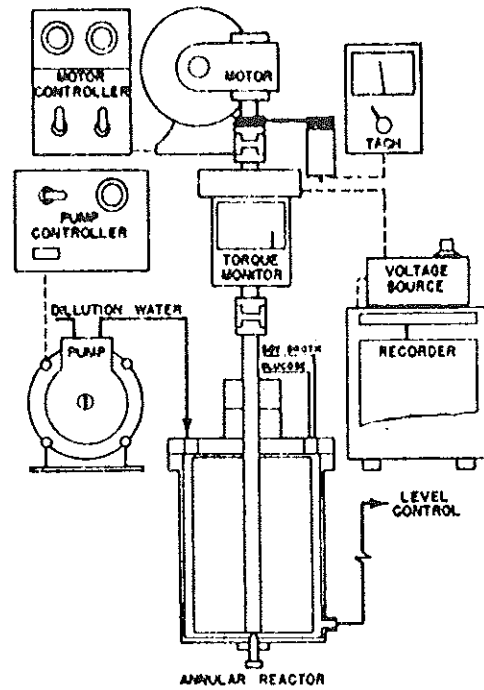 MOTOR
CONTROLLER
MOTOR
TACH
PUMP
CONTROLLER
TORQUE
MONITOR
VOLTAGE
SOURCE
DILUTION WATER
PUMP
SOY BROTH
GLUCOSE
RECORDER
LEVEL
CONTROL
ANNULAR REACTOR